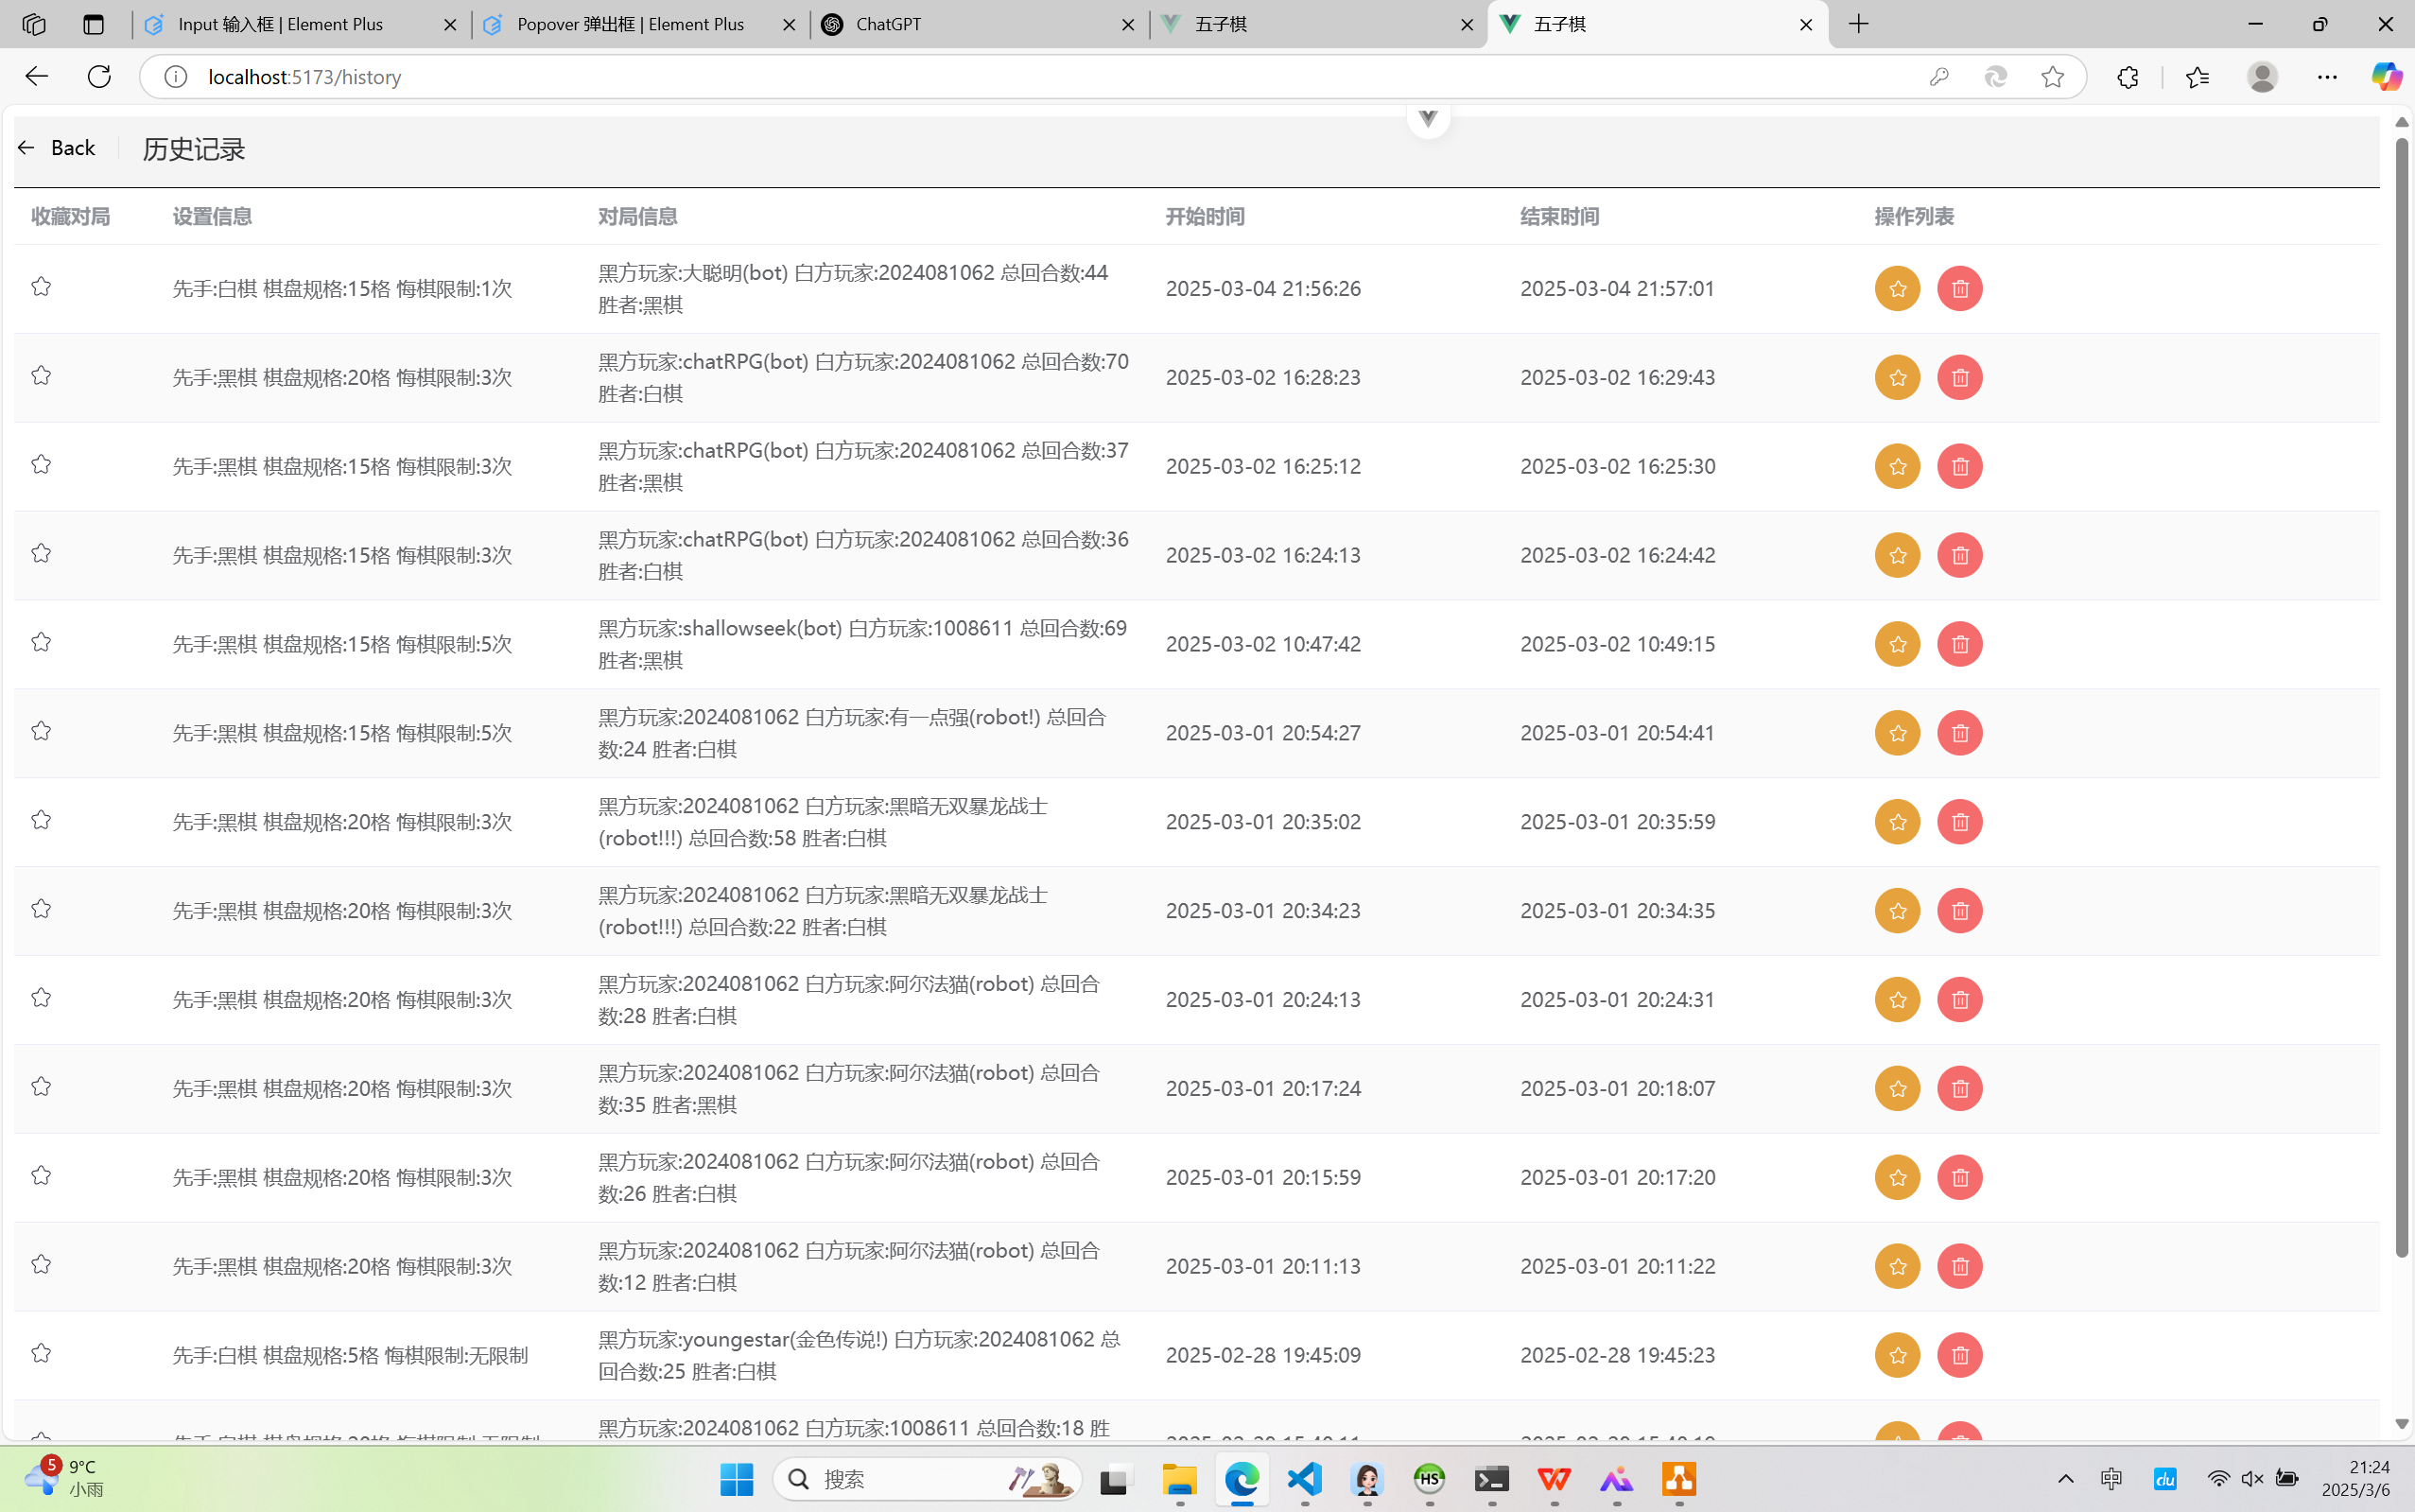 Input 输入框 | Element Plus
Popover 弹出框 | Element Plus
ChatGPT
五子棋
五子棋
localhost:5173/history
Back 历史记录
收藏对局 设置信息 对局信息 开始时间 结束时间 操作列表
先手:白棋 棋盘规格:15格 悔棋限制:1次
黑方玩家:大聪明(bot) 白方玩家:2024081062 总回合数:44
胜者:黑棋
2025-03-04 21:56:26
2025-03-04 21:57:01
先手:黑棋 棋盘规格:20格 悔棋限制:3次
黑方玩家:chatRPG(bot) 白方玩家:2024081062 总回合数:70
胜者:白棋
2025-03-02 16:28:23
2025-03-02 16:29:43
先手:黑棋 棋盘规格:15格 悔棋限制:3次
黑方玩家:chatRPG(bot) 白方玩家:2024081062 总回合数:37
胜者:黑棋
2025-03-02 16:25:12
2025-03-02 16:25:30
先手:黑棋 棋盘规格:15格 悔棋限制:3次
黑方玩家:chatRPG(bot) 白方玩家:2024081062 总回合数:36
胜者:白棋
2025-03-02 16:24:13
2025-03-02 16:24:42
先手:黑棋 棋盘规格:15格 悔棋限制:5次
黑方玩家:shallowseek(bot) 白方玩家:1008611 总回合数:69
胜者:黑棋
2025-03-02 10:47:42
2025-03-02 10:49:15
先手:黑棋 棋盘规格:15格 悔棋限制:5次
黑方玩家:2024081062 白方玩家:有一点强(robot!) 总回合
数:24 胜者:白棋
2025-03-01 20:54:27
2025-03-01 20:54:41
先手:黑棋 棋盘规格:20格 悔棋限制:3次
黑方玩家:2024081062 白方玩家:黑暗无双暴龙战士
(robot!!!) 总回合数:58 胜者:白棋
2025-03-01 20:35:02
2025-03-01 20:35:59
先手:黑棋 棋盘规格:20格 悔棋限制:3次
黑方玩家:2024081062 白方玩家:黑暗无双暴龙战士
(robot!!!) 总回合数:22 胜者:白棋
2025-03-01 20:34:23
2025-03-01 20:34:35
先手:黑棋 棋盘规格:20格 悔棋限制:3次
黑方玩家:2024081062 白方玩家:阿尔法猫(robot) 总回合
数:28 胜者:白棋
2025-03-01 20:24:13
2025-03-01 20:24:31
先手:黑棋 棋盘规格:20格 悔棋限制:3次
黑方玩家:2024081062 白方玩家:阿尔法猫(robot) 总回合
数:35 胜者:黑棋
2025-03-01 20:17:24
2025-03-01 20:18:07
先手:黑棋 棋盘规格:20格 悔棋限制:3次
黑方玩家:2024081062 白方玩家:阿尔法猫(robot) 总回合
数:26 胜者:白棋
2025-03-01 20:15:59
2025-03-01 20:17:20
先手:黑棋 棋盘规格:20格 悔棋限制:3次
黑方玩家:2024081062 白方玩家:阿尔法猫(robot) 总回合
数:12 胜者:白棋
2025-03-01 20:11:13
2025-03-01 20:11:22
先手:白棋 棋盘规格:5格 悔棋限制:无限制
黑方玩家:youngestar(金色传说!) 白方玩家:2024081062 总
回合数:25 胜者:白棋
2025-02-28 19:45:09
2025-02-28 19:45:23
黑方玩家:2024081062 白方玩家:1008611 总回合数:18 胜
5
9°C
小雨
搜索
HS
中
du
21:24
2025/3/6